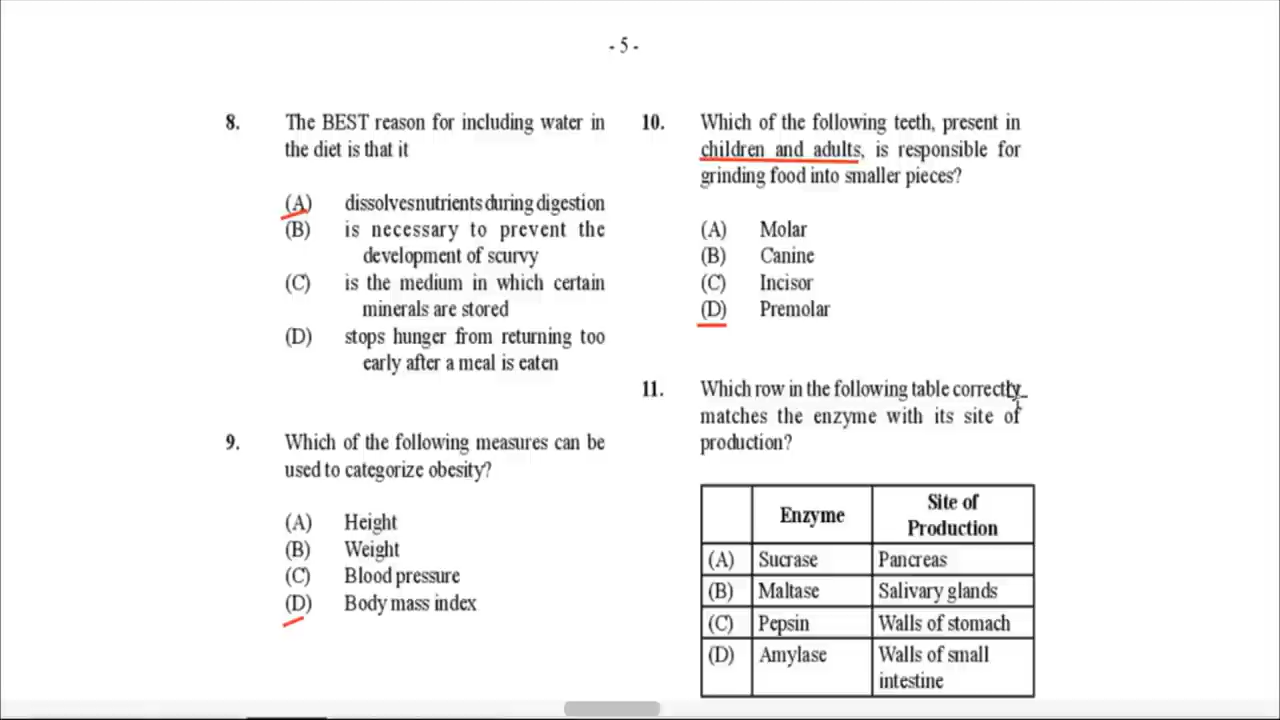 - 5 -
8. The BEST reason for including water in
the diet is that it
(A) dissolves nutrients during digestion
(B) is necessary to prevent the
development of scurvy
(C) is the medium in which certain
minerals are stored
(D) stops hunger from returning too
early after a meal is eaten
9. Which of the following measures can be
used to categorize obesity?
(A) Height
(B) Weight
(C) Blood pressure
(D) Body mass index
10. Which of the following teeth, present in
children and adults, is responsible for
grinding food into smaller pieces?
(A) Molar
(B) Canine
(C) Incisor
(D) Premolar
11. Which row in the following table correctly
matches the enzyme with its site of
production?
Enzyme Site of
Production
(A) Sucrase Pancreas
(B) Maltase Salivary glands
(C) Pepsin Walls of stomach
(D) Amylase Walls of small
intestine